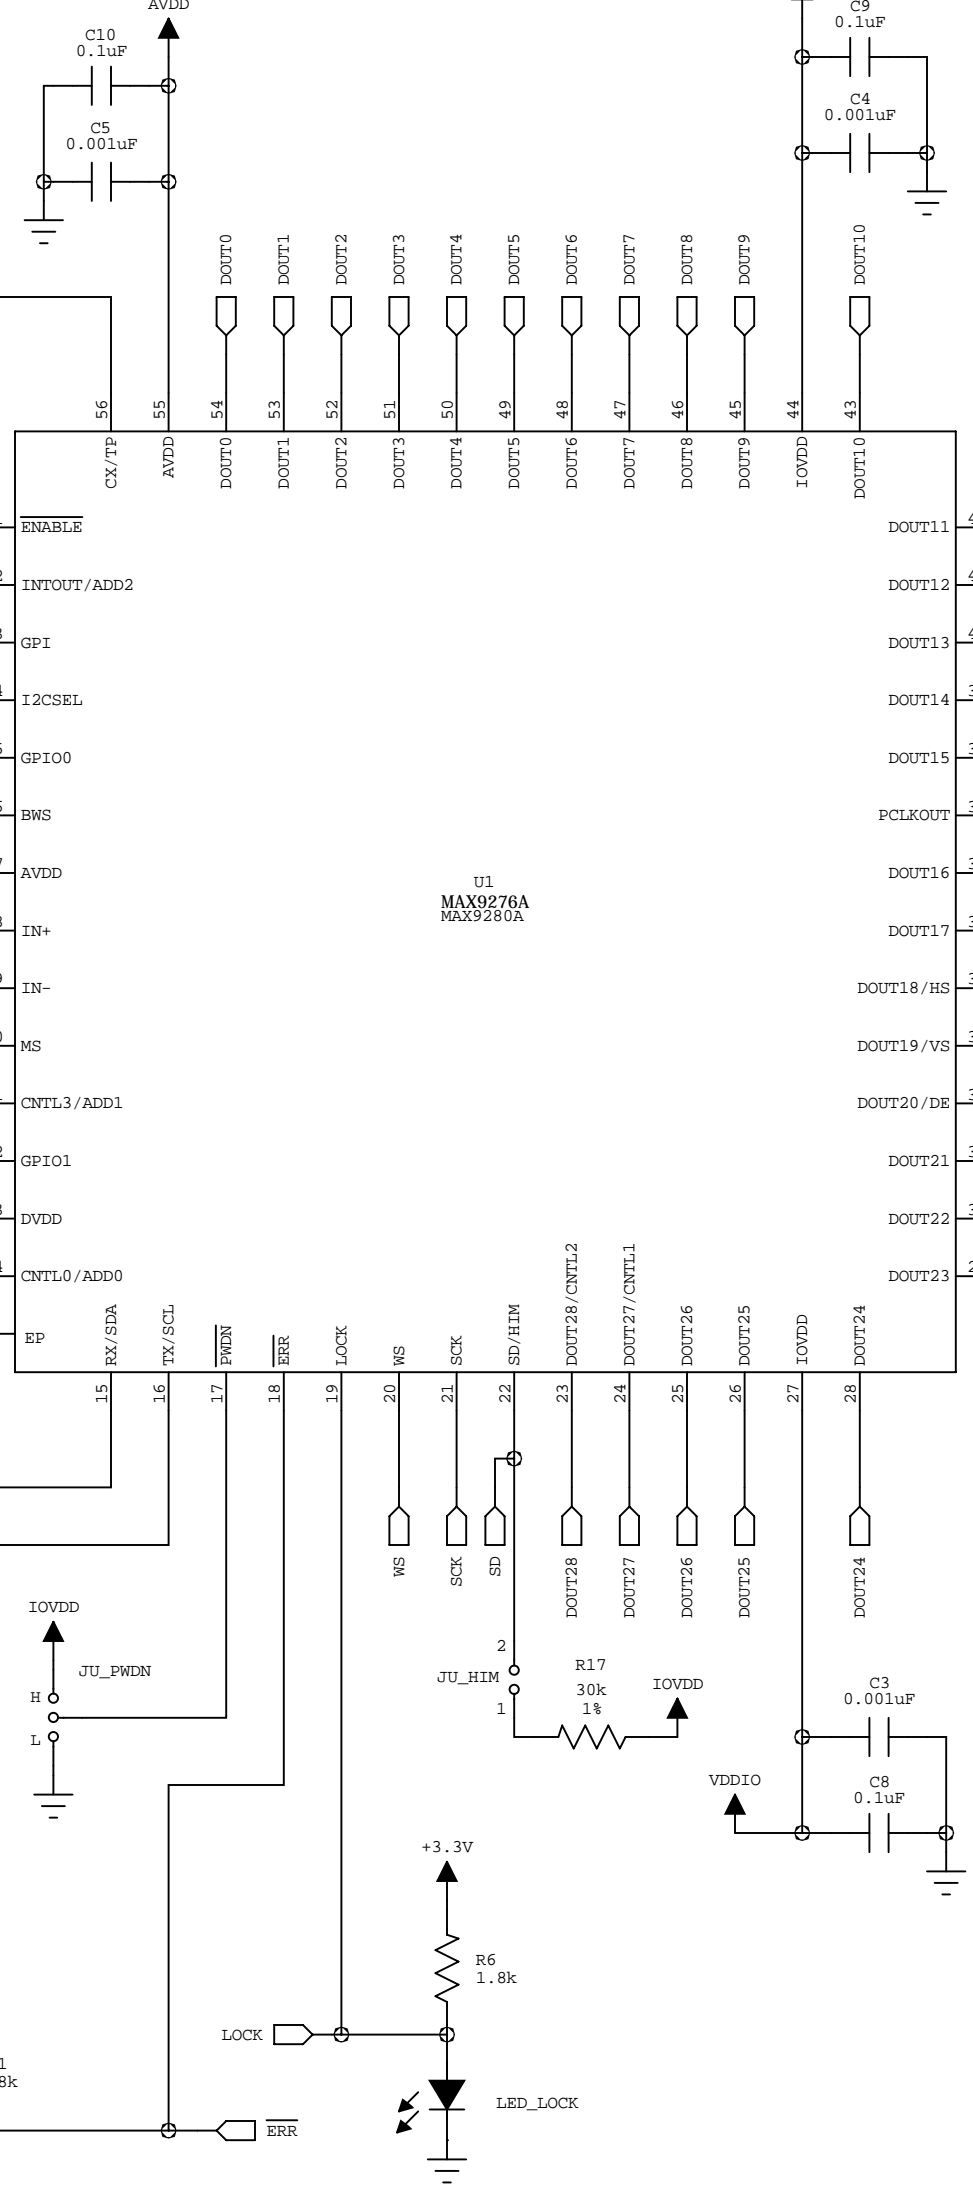 AVDD
C10
0.1uF
C5
0.001uF
C9
0.1uF
C4
0.001uF
DOUT0
DOUT1
DOUT2
DOUT3
DOUT4
DOUT5
DOUT6
DOUT7
DOUT8
DOUT9
DOUT10
56
55
54
53
52
51
50
49
48
47
46
45
44
43
CX/TP
AVDD
DOUT0
DOUT1
DOUT2
DOUT3
DOUT4
DOUT5
DOUT6
DOUT7
DOUT8
DOUT9
IOVDD
DOUT10
ENABLE
INTOUT/ADD2
GPI
I2CSEL
GPIO0
BWS
AVDD
IN+
IN-
MS
CNTL3/ADD1
GPIO1
DVDD
CNTL0/ADD0
EP
U1
MAX9276A
MAX9280A
DOUT11
DOUT12
DOUT13
DOUT14
DOUT15
PCLKOUT
DOUT16
DOUT17
DOUT18/HS
DOUT19/VS
DOUT20/DE
DOUT21
DOUT22
DOUT23
RX/SDA
TX/SCL
PWDN
ERR
LOCK
WS
SCK
SD/HIM
DOUT28/CNTL2
DOUT27/CNTL1
DOUT26
DOUT25
IOVDD
DOUT24
15
16
17
18
19
20
21
22
23
24
25
26
27
28
WS
SCK
SD
DOUT28
DOUT27
DOUT26
DOUT25
DOUT24
IOVDD
JU_PWDN
H
L
2
JU_HIM
1
R17
30k
1%
IOVDD
C3
0.001uF
VDDIO
C8
0.1uF
+3.3V
R6
1.8k
LOCK
LED_LOCK
ERR